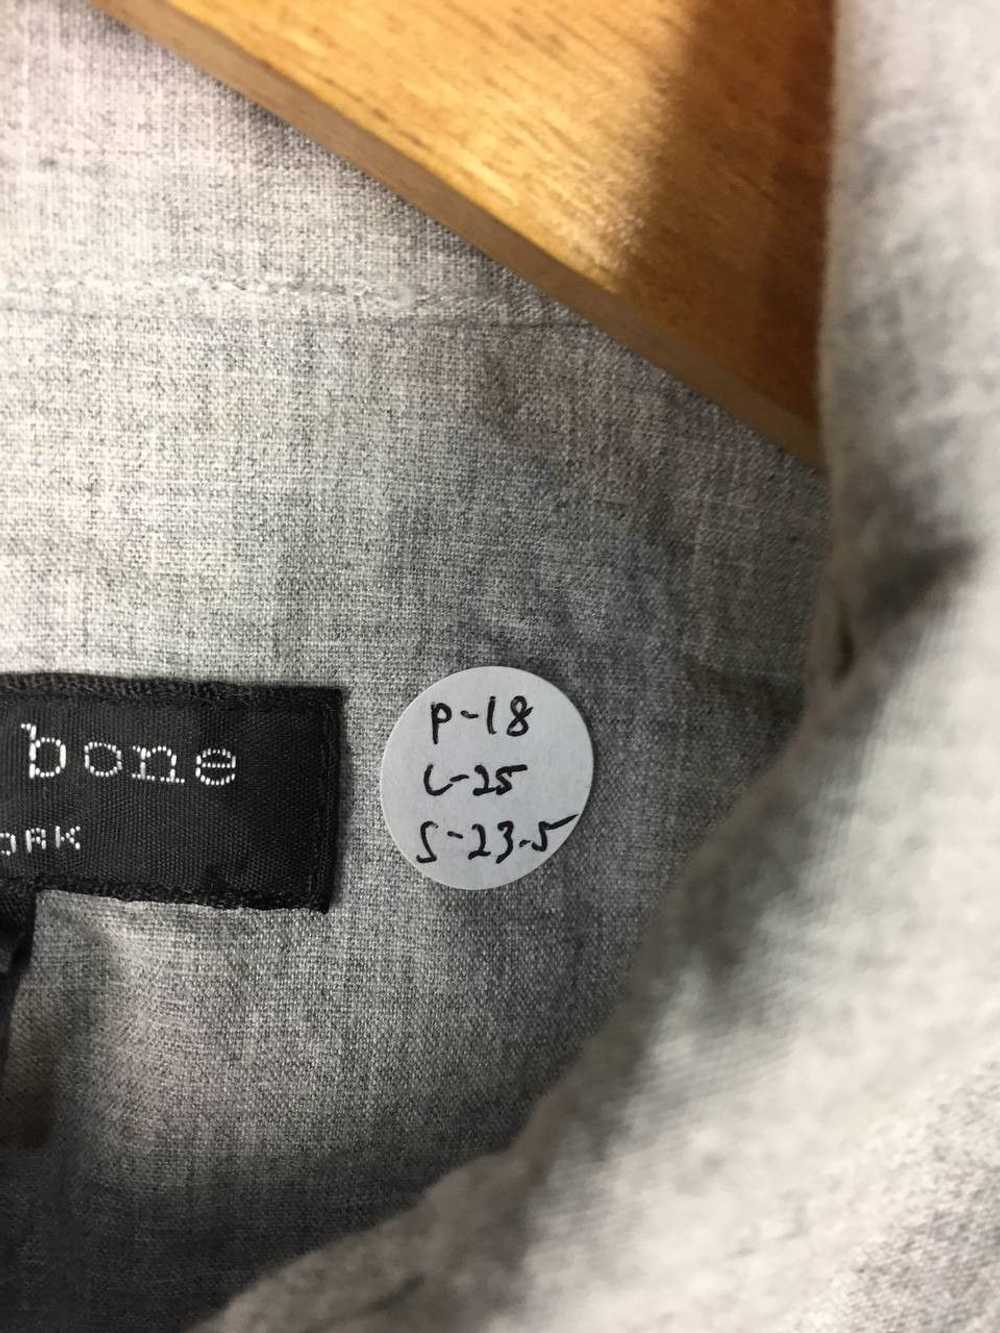 bone
ORK
P-18
L-25
S-23.5